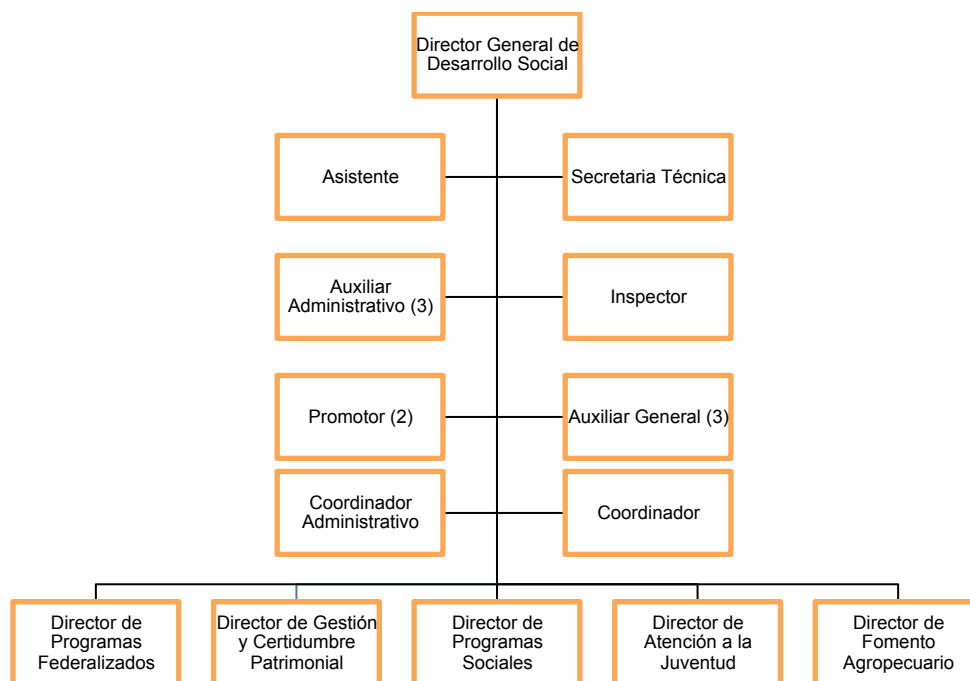 Director General de
Desarrollo Social
Asistente
Secretaria Técnica
Auxiliar
Administrativo (3)
Inspector
Promotor (2)
Auxiliar General (3)
Coordinador
Administrativo
Coordinador
Director de
Programas
Federalizados
Director de Gestión
y Certidumbre
Patrimonial
Director de
Programas
Sociales
Director de
Atención a la
Juventud
Director de
Fomento
Agropecuario